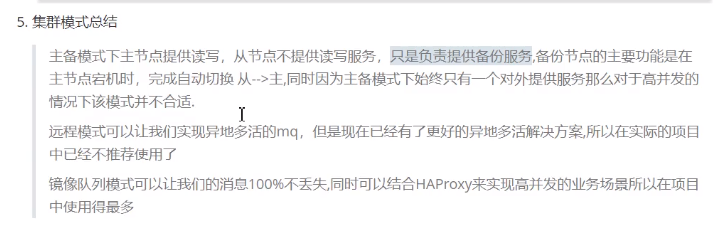 5. 集群模式总结
主备模式下主节点提供读写，从节点不提供读写服务，只是负责提供备份服务,备份节点的主要功能是在
主节点宕机时，完成自动切换 从-->主,同时因为主备模式下始终只有一个对外提供服务那么对于高并发的
情况下该模式并不合适.
远程模式可以让我们实现异地多活的mq，但是现在已经有了更好的异地多活解决方案,所以在实际的项目
中已经不推荐使用了
镜像队列模式可以让我们的消息100%不丢失,同时可以结合HAProxy来实现高并发的业务场景所以在项目
中使用得最多